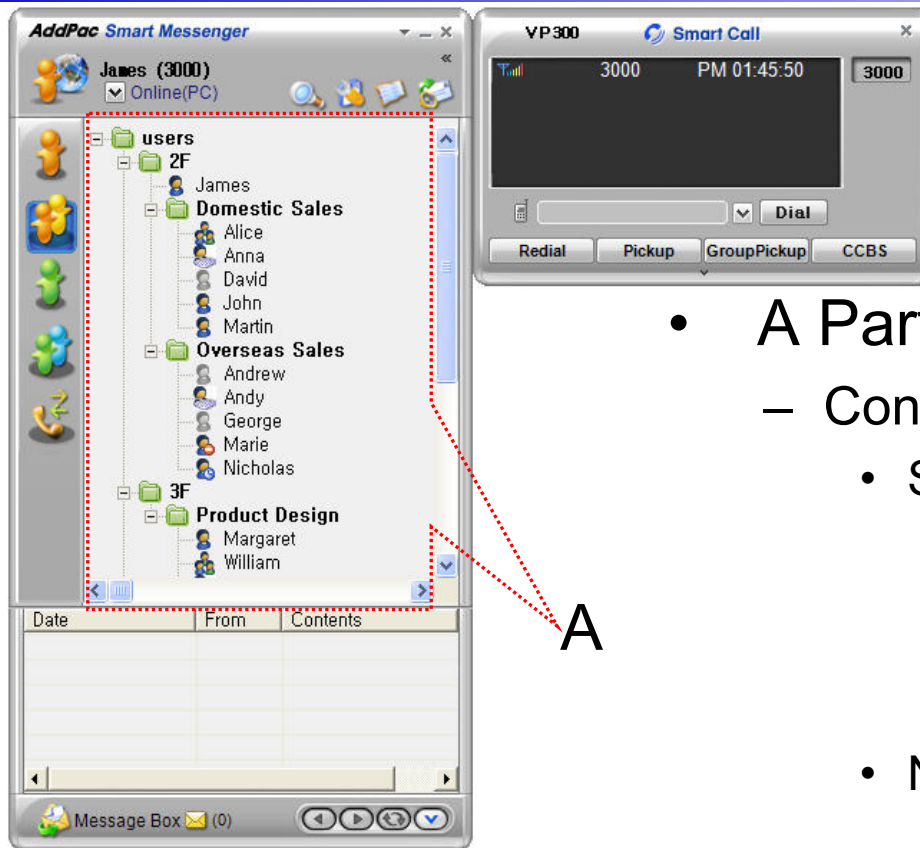 AddPac Smart Messenger
James (3000)
Online(PC)
users
2F
James
Domestic Sales
Alice
Anna
David
John
Martin
Overseas Sales
Andrew
Andy
George
Marie
Nicholas
3F
Product Design
Margaret
William
Date From Contents
Message Box (0)
VP300 Smart Call
3000 PM 01:45:50 3000
Dial
Redial Pickup GroupPickup CCBS
• A Par
– Con
•
A
• N